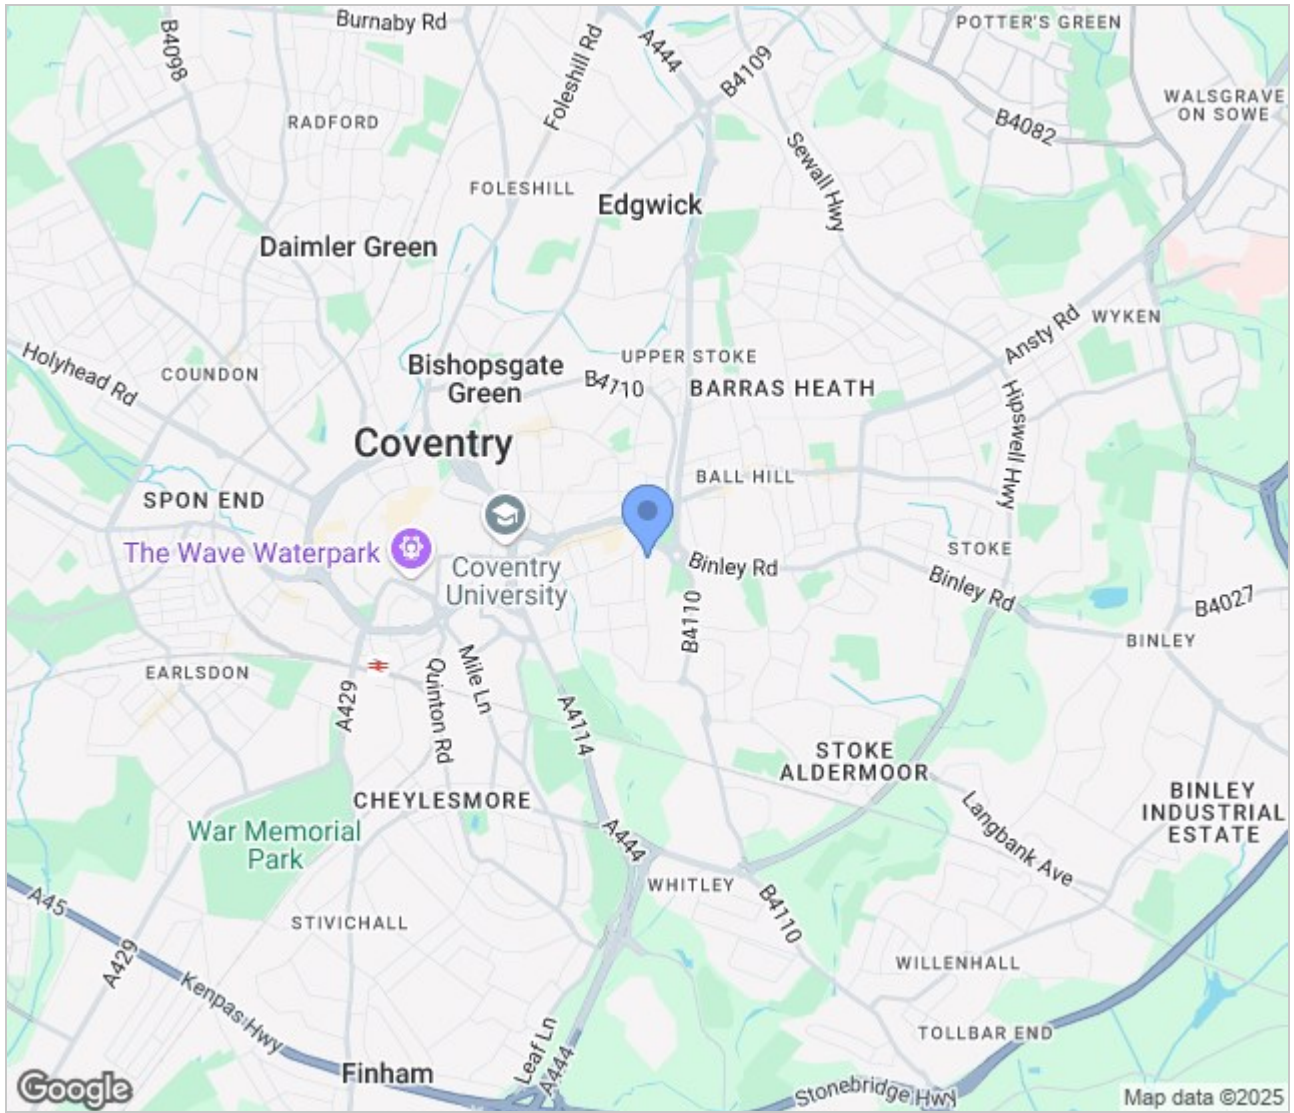 Burnaby Rd
POTTER'S GREEN
B4098
Foleshill Rd
A444
B4109
WALSGRAVE
ON SOWE
RADFORD
B4082
Sewall Hwy
FOLESHILL
Edgwick
Daimler Green
Ansty Rd
WYKEN
Holyhead Rd
COUNDON
Bishopsgate
Green
UPPER STOKE
B4110
BARRAS HEATH
Hipswell Hwy
Coventry
BALL HILL
SPON END
The Wave Waterpark
Coventry
University
Binley Rd
STOKE
Binley Rd
B4027
B4110
BINLEY
EARLSDON
Mile Ln
Quinton Rd
A429
A4114
STOKE
ALDERMOOR
CHEYLESMORE
BINLEY
INDUSTRIAL
ESTATE
War Memorial
Park
A444
Langbank Ave
WHITLEY
B4110
A45
STIVICHALL
A429
WILLENHALL
Kenpas Hwy
TOLLBAR END
Leaf Ln
Finham
A444
Stonebridge Hwy
Google
Map data ©2025